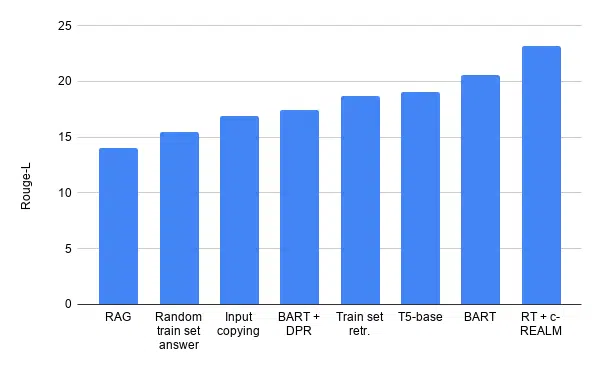 25
20
15
10
5
0
Rouge-L
RAG
Random
train set
answer
Input
copying
BART +
DPR
Train set
retr.
T5-base
BART
RT + c-
REALM